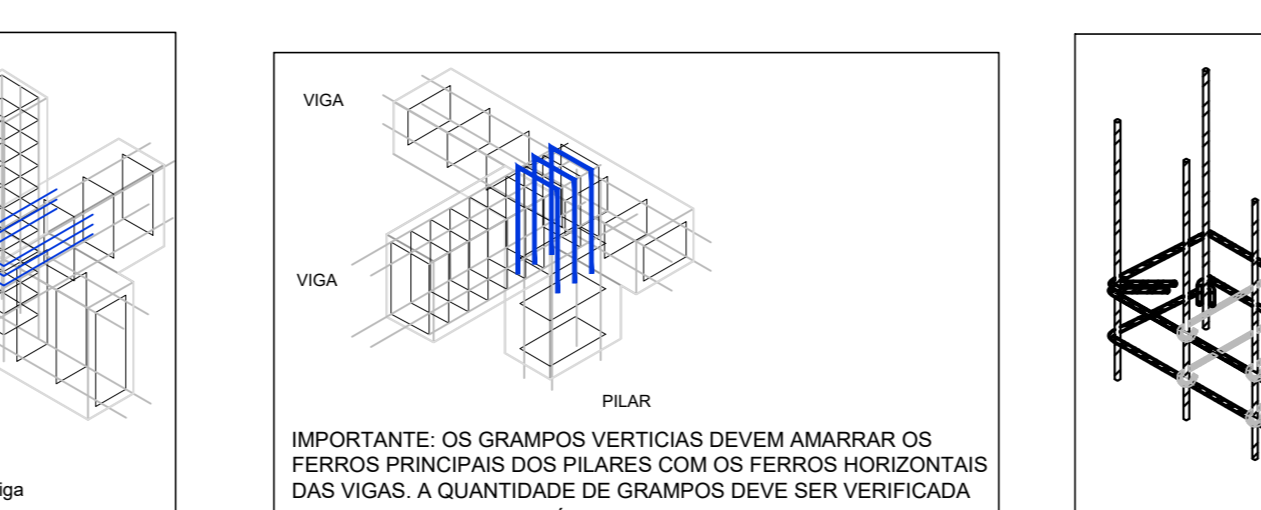 VIGA
VIGA
PILAR
IMPORTANTE: OS GRAMPOS VERTICIAS DEVEM AMARRAR OS
FERROS PRINCIPAIS DOS PILARES COM OS FERROS HORIZONTAIS
DAS VIGAS. A QUANTIDADE DE GRAMPOS DEVE SER VERIFICADA
iga